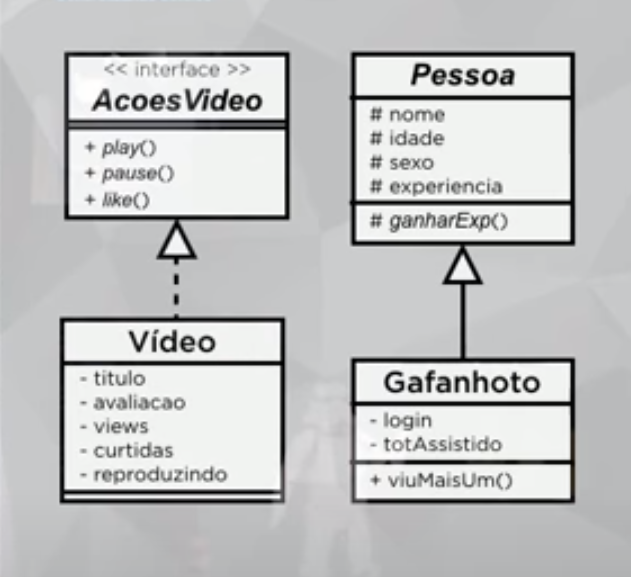 << interface >>
AcoesVideo
+ play()
+ pause()
+ like()
Vídeo
- titulo
- avaliacao
- views
- curtidas
- reproduzindo
Pessoa
# nome
# idade
# sexo
# experiencia
# ganharExp()
Gafanhoto
- login
- totAssistido
+ viuMaisUm()